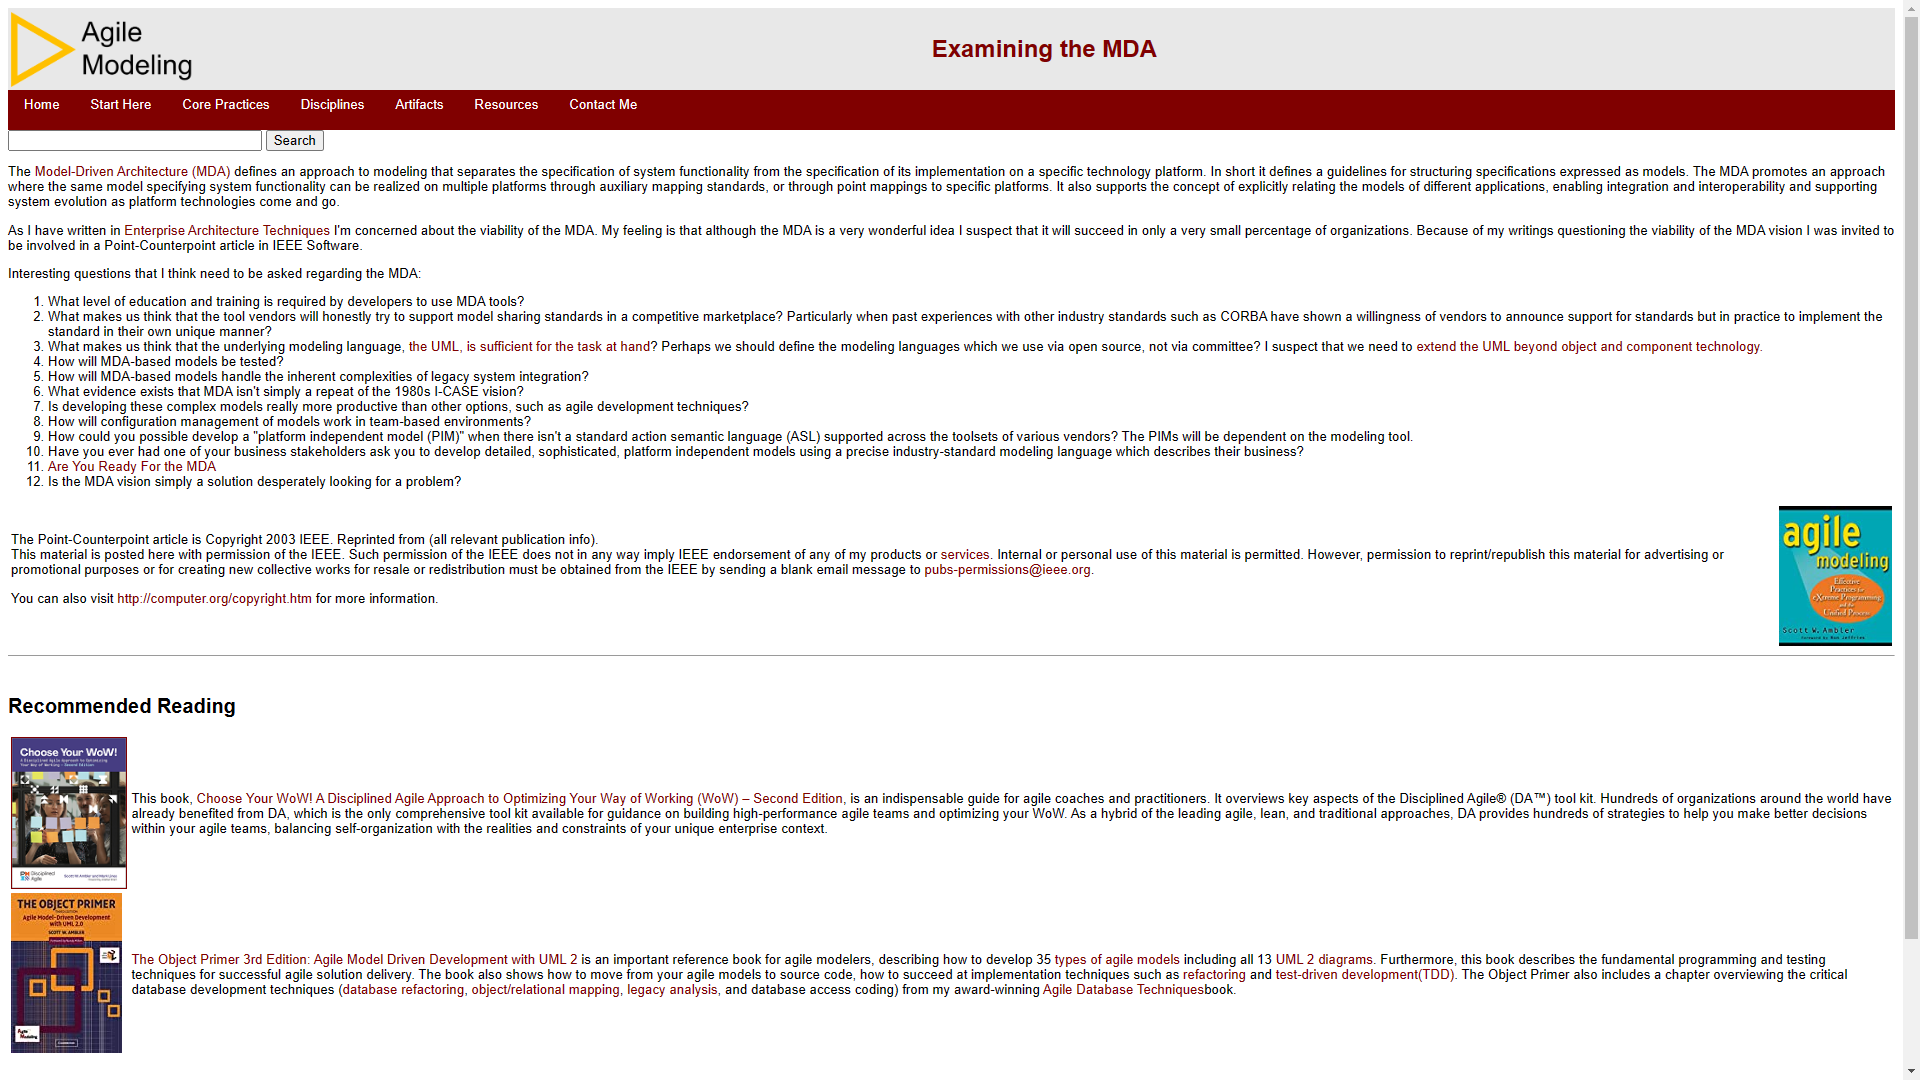 Agile
Modeling
Examining the MDA
Home Start Here Core Practices Disciplines Artifacts Resources Contact Me
Search
The Model-Driven Architecture (MDA) defines an approach to modeling that separates the specification of system functionality from the specification of its implementation on a specific technology platform. In short it defines a guidelines for structuring specifications expressed as models. The MDA promotes an approach
where the same model specifying system functionality can be realized on multiple platforms through auxiliary mapping standards, or through point mappings to specific platforms. It also supports the concept of explicitly relating the models of different applications, enabling integration and interoperability and supporting
system evolution as platform technologies come and go.
As I have written in Enterprise Architecture Techniques I'm concerned about the viability of the MDA. My feeling is that although the MDA is a very wonderful idea I suspect that it will succeed in only a very small percentage of organizations. Because of my writings questioning the viability of the MDA vision I was invited to
be involved in a Point-Counterpoint article in IEEE Software.
Interesting questions that I think need to be asked regarding the MDA:
1. What level of education and training is required by developers to use MDA tools?
2. What makes us think that the tool vendors will honestly try to support model sharing standards in a competitive marketplace? Particularly when past experiences with other industry standards such as CORBA have shown a willingness of vendors to announce support for standards but in practice to implement the
standard in their own unique manner?
3. What makes us think that the underlying modeling language, the UML, is sufficient for the task at hand? Perhaps we should define the modeling languages which we use via open source, not via committee? I suspect that we need to extend the UML beyond object and component technology.
4. How will MDA-based models be tested?
5. How will MDA-based models handle the inherent complexities of legacy system integration?
6. What evidence exists that MDA isn't simply a repeat of the 1980s I-CASE vision?
7. Is developing these complex models really more productive than other options, such as agile development techniques?
8. How will configuration management of models work in team-based environments?
9. How could you possible develop a "platform independent model (PIM)" when there isn't a standard action semantic language (ASL) supported across the toolsets of various vendors? The PIMs will be dependent on the modeling tool.
10. Have you ever had one of your business stakeholders ask you to develop detailed, sophisticated, platform independent models using a precise industry-standard modeling language which describes their business?
11. Are You Ready For the MDA
12. Is the MDA vision simply a solution desperately looking for a problem?
The Point-Counterpoint article is Copyright 2003 IEEE. Reprinted from (all relevant publication info).
This material is posted here with permission of the IEEE. Such permission of the IEEE does not in any way imply IEEE endorsement of any of my products or services. Internal or personal use of this material is permitted. However, permission to reprint/republish this material for advertising or
promotional purposes or for creating new collective works for resale or redistribution must be obtained from the IEEE by sending a blank email message to pubs-permissions@ieee.org.
You can also visit http://computer.org/copyright.htm for more information.
agile
modeling
Effective
Practices for
eXtreme Programming
and the
Unified Process
Scott W. Ambler
Recommended Reading
Choose Your WoW!
A Disciplined Agile Approach to Optimizing
Your Way of Working – Second Edition
Disciplined
Agile
This book, Choose Your WoW! A Disciplined Agile Approach to Optimizing Your Way of Working (WoW) – Second Edition, is an indispensable guide for agile coaches and practitioners. It overviews key aspects of the Disciplined Agile® (DA™) tool kit. Hundreds of organizations around the world have
already benefited from DA, which is the only comprehensive tool kit available for guidance on building high-performance agile teams and optimizing your WoW. As a hybrid of the leading agile, lean, and traditional approaches, DA provides hundreds of strategies to help you make better decisions
within your agile teams, balancing self-organization with the realities and constraints of your unique enterprise context.
THE OBJECT PRIMER
Agile Model-Driven Development
with UML 2.0
SCOTT W. AMBLER
Agile
Modeling
The Object Primer 3rd Edition: Agile Model Driven Development with UML 2 is an important reference book for agile modelers, describing how to develop 35 types of agile models including all 13 UML 2 diagrams. Furthermore, this book describes the fundamental programming and testing
techniques for successful agile solution delivery. The book also shows how to move from your agile models to source code, how to succeed at implementation techniques such as refactoring and test-driven development(TDD). The Object Primer also includes a chapter overviewing the critical
database development techniques (database refactoring, object/relational mapping, legacy analysis, and database access coding) from my award-winning Agile Database Techniquesbook.